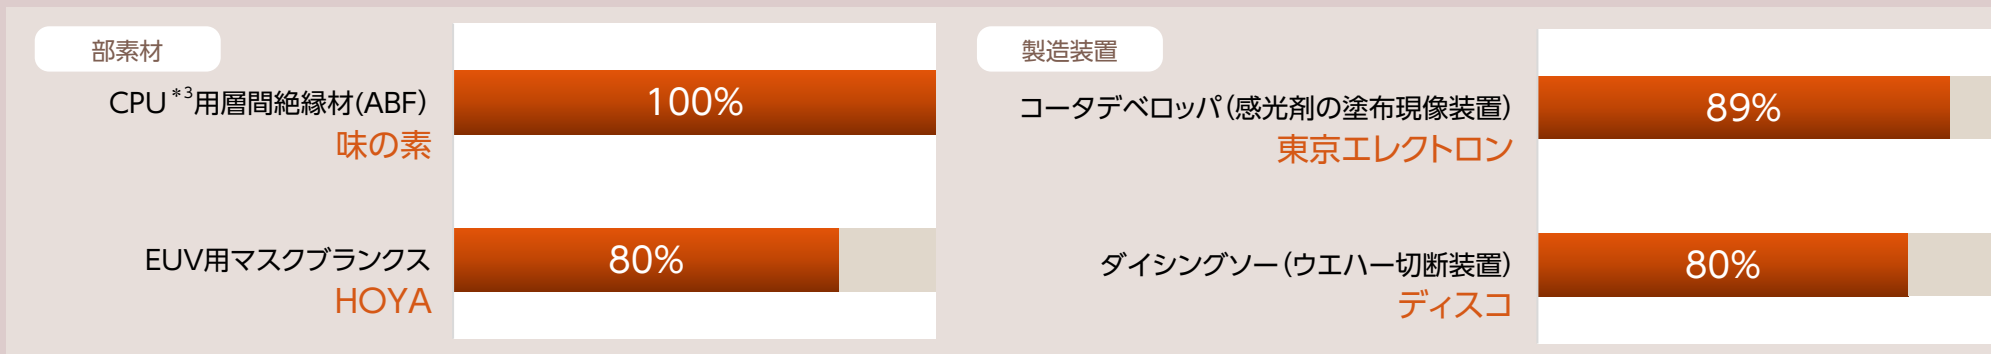 部素材
CPU*3用層間絶縁材(ABF)
味の素
100%
EUV用マスクブランクス
HOYA
80%
製造装置
コータデベロッパ(感光剤の塗布現像装置)
東京エレクトロン
89%
ダイシングソー(ウエハー切断装置)
ディスコ
80%